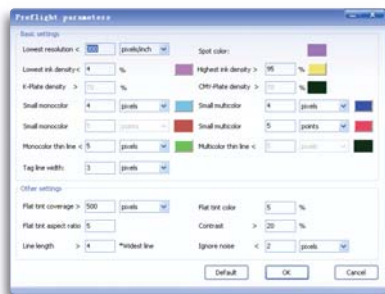 Preflight parameters
Basic settings
Lowest resolution < 300 pixels/inch Spot color:
Lowest ink density < 4 % Highest ink density > 95 %
K-Plate density > 70 % CMY-Plate density > 70 %
Small monocolor 4 pixels Small multicolor 4 pixels
Small monocolor 5 points Small multicolor 5 points
Monocolor thin line < 5 pixels Multicolor thin line < 5 pixels
Tag line width: 3 pixels
Other settings
Flat tint coverage > 500 pixels Flat tint color 5 %
Flat tint aspect ratio 5 Contrast > 20 %
Line length > 4 *Widest line Ignore noise < 2 pixels
Default OK Cancel